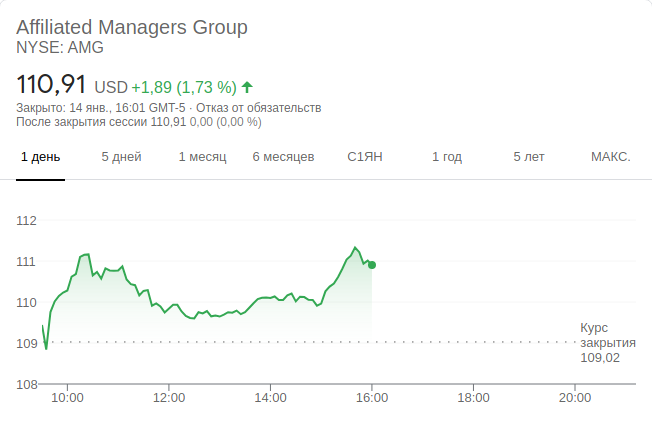 Affiliated Managers Group
NYSE: AMG
110,91 USD +1,89 (1,73 %)
Закрыто: 14 янв., 16:01 GMT-5 · Отказ от обязательств
После закрытия сессии 110,91 0,00 (0,00 %)
1 день 5 дней 1 месяц 6 месяцев С1ЯН 1 год 5 лет МАКС.
112
111
110
Курс
109 закрытия
109,02
108
10:00 12:00 14:00 16:00 18:00 20:00